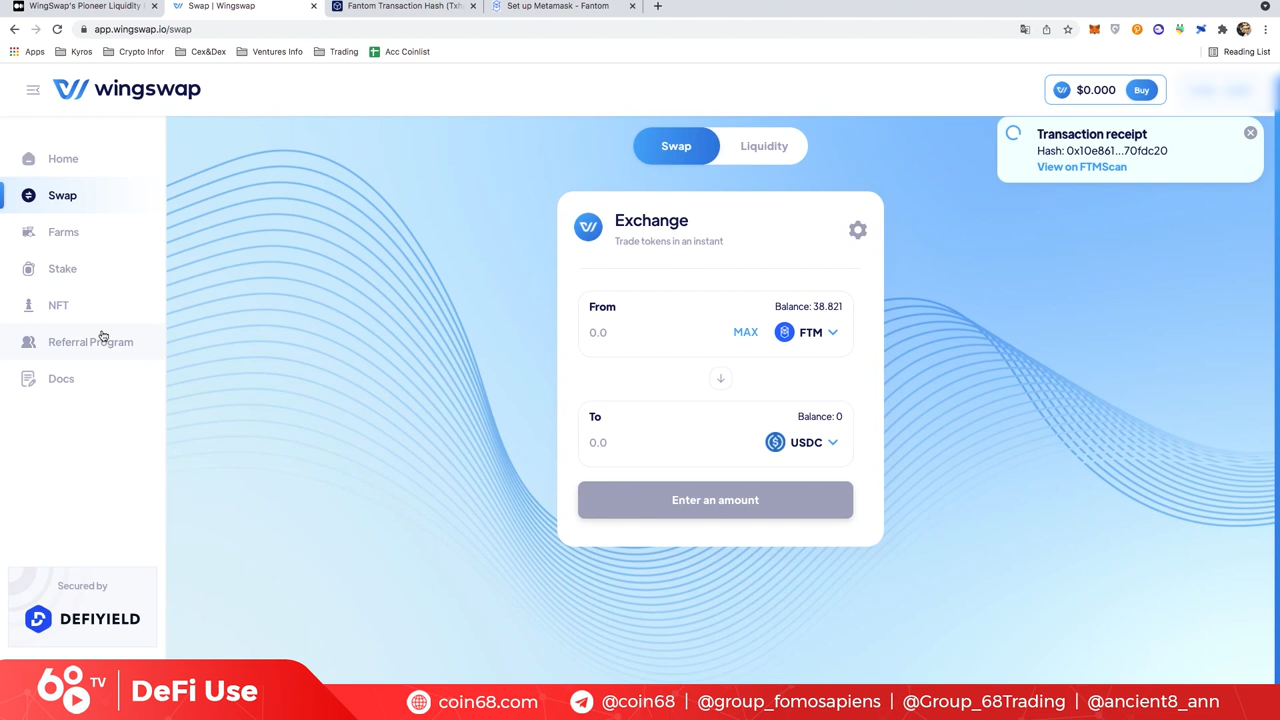 WingSwap's Pioneer Liquidity
Swap | Wingswap
Fantom Transaction Hash (Txh
Set up Metamask - Fantom
app.wingswap.io/swap
Apps
Kyros
Crypto Infor
Cex&Dex
Ventures Info
Trading
Acc Coinlist
Reading List
wingswap
$0.000
Buy
Home
Swap
Farms
Stake
NFT
Referral Program
Docs
Secured by
DEFIYIELD
Swap
Liquidity
Transaction receipt
Hash: 0x10e861...70fdc20
View on FTMScan
Exchange
Trade tokens in an instant
From
Balance: 38.821
0.0
MAX
FTM
To
Balance: 0
0.0
USDC
Enter an amount
68 TV
DeFi Use
coin68.com
@coin68 | @group_fomosapiens | @Group_68Trading | @ancient8_ann